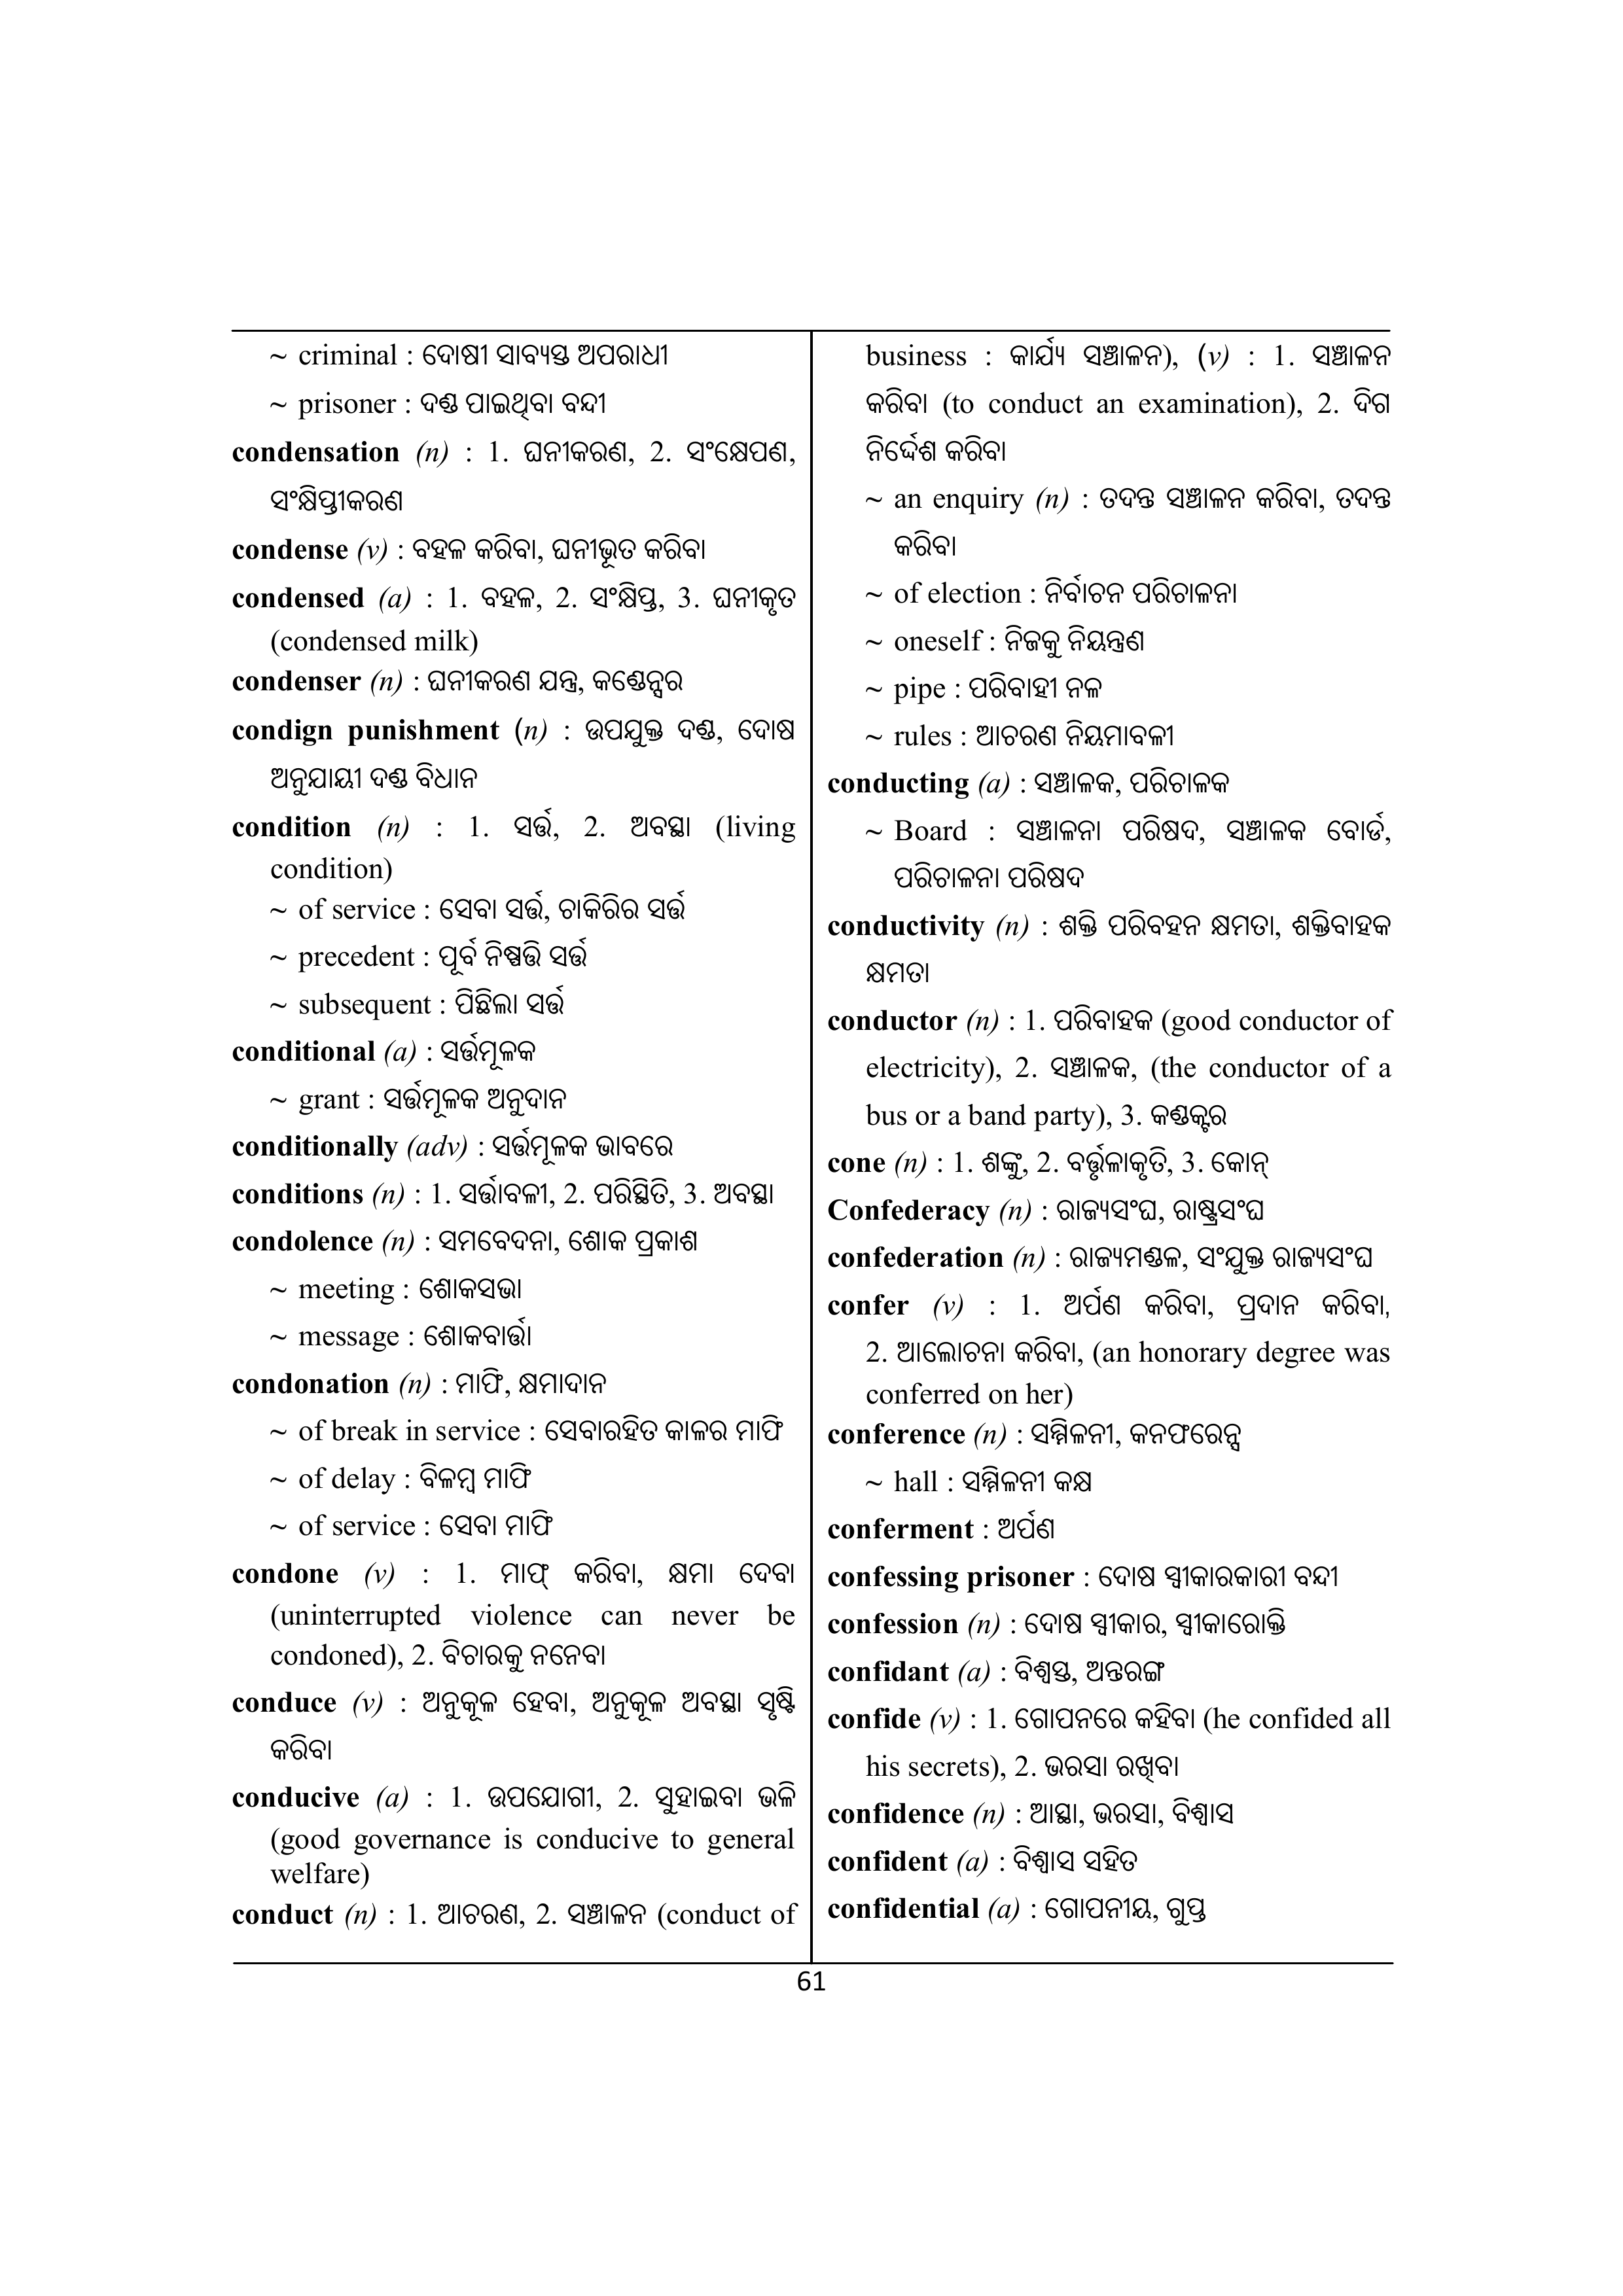 ~ criminal : ଦୋଷୀ ସାବ୍ୟସ୍ତ ଅପରାଧୀ
~ prisoner : ଦଣ୍ଡ ପାଇଥିବା ବନ୍ଦୀ
condensation (n) : 1. ଘନୀକରଣ, 2. ସଂକ୍ଷେପଣ,
ସଂକ୍ଷିପ୍ତୀକରଣ
condense (v) : ବହଳ କରିବା, ଘନୀଭୂତ କରିବା
condensed (a) : 1. ବହଳ, 2. ସଂକ୍ଷିପ୍ତ, 3. ଘନୀକୃତ
(condensed milk)
condenser (n) : ଘନୀକରଣ ଯନ୍ତ୍ର, କଣ୍ଡେନ୍ସର
condign punishment (n) : ଉପଯୁକ୍ତ ଦଣ୍ଡ, ଦୋଷ
ଅନୁଯାୟୀ ଦଣ୍ଡ ବିଧାନ
condition (n) : 1. ସର୍ତ୍ତ, 2. ଅବସ୍ଥା (living
condition)
~ of service : ସେବା ସର୍ତ୍ତ, ଚାକିରିର ସର୍ତ୍ତ
~ precedent : ପୂର୍ବ ନିଷ୍ପତ୍ତି ସର୍ତ୍ତ
~ subsequent : ପିଛିଲା ସର୍ତ୍ତ
conditional (a) : ସର୍ତ୍ତମୂଳକ
~ grant : ସର୍ତ୍ତମୂଳକ ଅନୁଦାନ
conditionally (adv) : ସର୍ତ୍ତମୂଳକ ଭାବରେ
conditions (n) : 1. ସର୍ତ୍ତାବଳୀ, 2. ପରିସ୍ଥିତି, 3. ଅବସ୍ଥା
condolence (n) : ସମବେଦନା, ଶୋକ ପ୍ରକାଶ
~ meeting : ଶୋକସଭା
~ message : ଶୋକବାର୍ତ୍ତା
condonation (n) : ମାଫି, କ୍ଷମାଦାନ
~ of break in service : ସେବାରହିତ କାଳର ମାଫି
~ of delay : ବିଳମ୍ବ ମାଫି
~ of service : ସେବା ମାଫି
condone (v) : 1. ମାଫ୍ କରିବା, କ୍ଷମା ଦେବା
(uninterrupted violence can never be
condoned), 2. ବିଚାରକୁ ନନେବା
conduce (v) : ଅନୁକୂଳ ହେବା, ଅନୁକୂଳ ଅବସ୍ଥା ସୃଷ୍ଟି
କରିବା
conducive (a) : 1. ଉପଯୋଗୀ, 2. ସୁହାଇବା ଭଳି
(good governance is conducive to general
welfare)
conduct (n) : 1. ଆଚରଣ, 2. ସଞ୍ଚାଳନ (conduct of
business : କାର୍ଯ୍ୟ ସଞ୍ଚାଳନ), (v) : 1. ସଞ୍ଚାଳନ
କରିବା (to conduct an examination), 2. ଦିଗ
ନିର୍ଦ୍ଦେଶ କରିବା
~ an enquiry (n) : ତଦନ୍ତ ସଞ୍ଚାଳନ କରିବା, ତଦନ୍ତ
କରିବା
~ of election : ନିର୍ବାଚନ ପରିଚାଳନା
~ oneself : ନିଜକୁ ନିୟନ୍ତ୍ରଣ
~ pipe : ପରିବାହୀ ନଳ
~ rules : ଆଚରଣ ନିୟମାବଳୀ
conducting (a) : ସଞ୍ଚାଳକ, ପରିଚାଳକ
~ Board : ସଞ୍ଚାଳନା ପରିଷଦ, ସଞ୍ଚାଳକ ବୋର୍ଡ,
ପରିଚାଳନା ପରିଷଦ
conductivity (n) : ଶକ୍ତି ପରିବହନ କ୍ଷମତା, ଶକ୍ତିବାହକ
କ୍ଷମତା
conductor (n) : 1. ପରିବାହକ (good conductor of
electricity), 2. ସଞ୍ଚାଳକ, (the conductor of a
bus or a band party), 3. କଣ୍ଡକ୍ଟର
cone (n) : 1. ଶଙ୍କୁ, 2. ବର୍ତ୍ତୃଳାକୃତି, 3. କୋନ୍
Confederacy (n) : ରାଜ୍ୟସଂଘ, ରାଷ୍ଟ୍ରସଂଘ
confederation (n) : ରାଜ୍ୟମଣ୍ଡଳ, ସଂଯୁକ୍ତ ରାଜ୍ୟସଂଘ
confer (v) : 1. ଅର୍ପଣ କରିବା, ପ୍ରଦାନ କରିବା,
2. ଆଲୋଚନା କରିବା, (an honorary degree was
conferred on her)
conference (n) : ସମ୍ମିଳନୀ, କନଫରେନ୍ସ
~ hall : ସମ୍ମିଳନୀ କକ୍ଷ
conferment : ଅର୍ପଣ
confessing prisoner : ଦୋଷ ସ୍ୱୀକାରକାରୀ ବନ୍ଦୀ
confession (n) : ଦୋଷ ସ୍ୱୀକାର, ସ୍ୱୀକାରୋକ୍ତି
confidant (a) : ବିଶ୍ୱସ୍ତ, ଅନ୍ତରଙ୍ଗ
confide (v) : 1. ଗୋପନରେ କହିବା (he confided all
his secrets), 2. ଭରସା ରଖିବା
confidence (n) : ଆସ୍ଥା, ଭରସା, ବିଶ୍ୱାସ
confident (a) : ବିଶ୍ୱାସ ସହିତ
confidential (a) : ଗୋପନୀୟ, ଗୁପ୍ତ
61